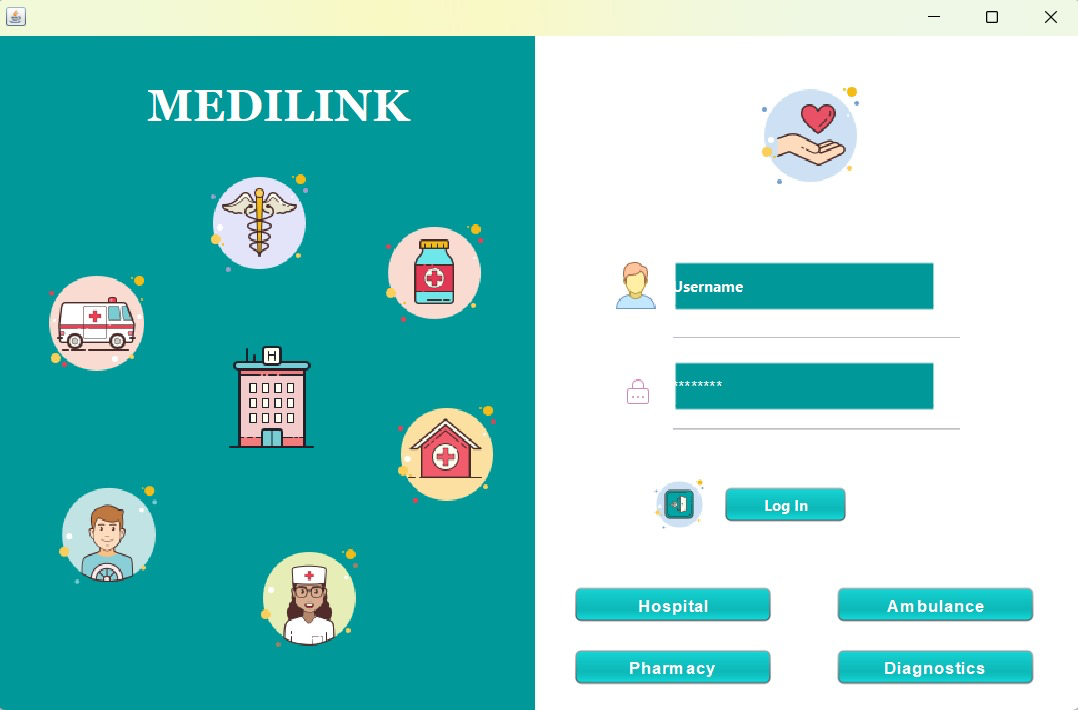 MEDILINK
H
Username
********
Log In
Hospital
Ambulance
Pharmacy
Diagnostics